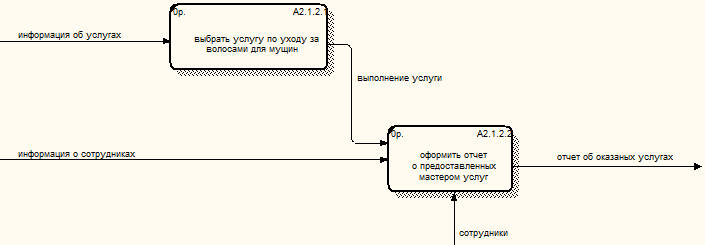 0р. A2.1.2.
информация об услугах
выбрать услугу по уходу за
волосами для мущин
выполнение услуги
0р. A2.1.2.2
информация о сотрудниках
оформить отчет
о предоставленных
мастером услуг
отчет об оказаных услугах
сотрудники